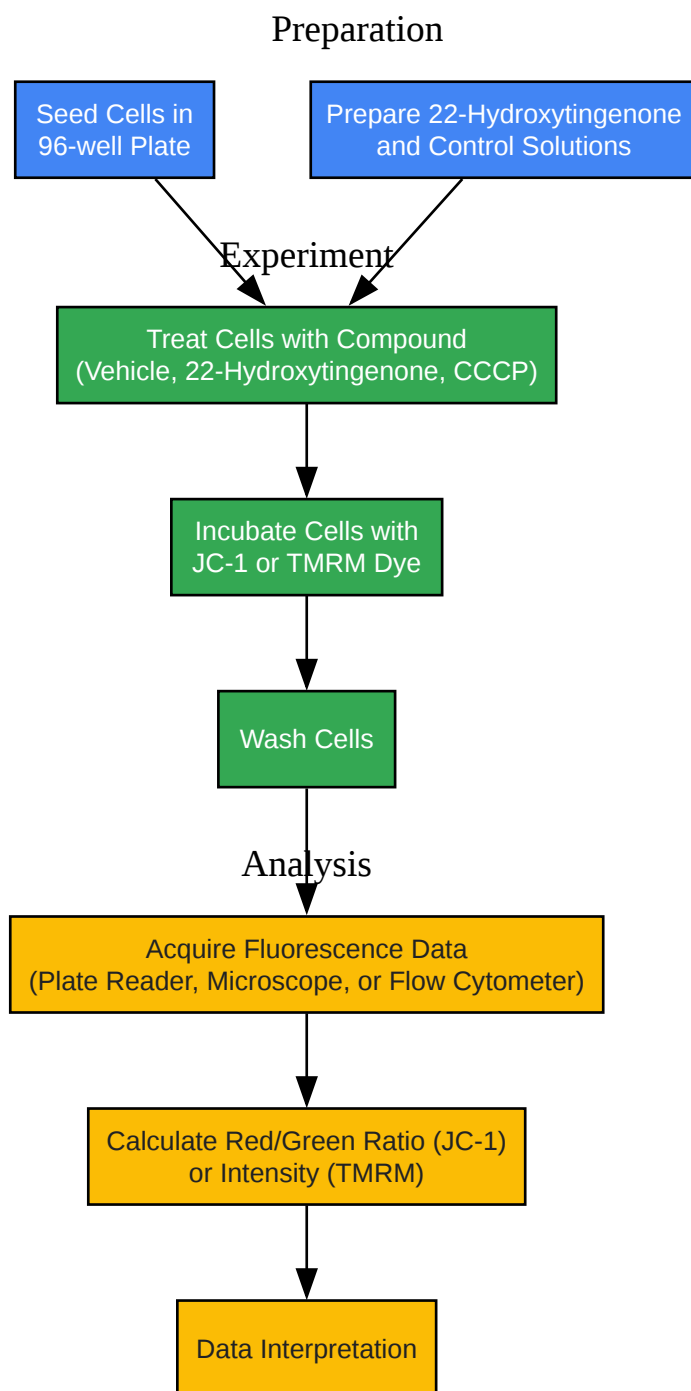 Preparation
Seed Cells in
96-well Plate
Prepare 22-Hydroxytingenone
and Control Solutions
Experiment
Treat Cells with Compound
(Vehicle, 22-Hydroxytingenone, CCCP)
Incubate Cells with
JC-1 or TMRM Dye
Wash Cells
Analysis
Acquire Fluorescence Data
(Plate Reader, Microscope, or Flow Cytometer)
Calculate Red/Green Ratio (JC-1)
or Intensity (TMRM)
Data Interpretation